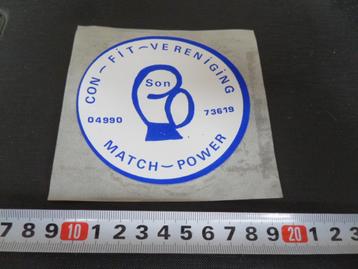 CON-FiT-VERENiGING
Son
04990
73619
MATCH-POWER
7 8 9 10 1 2 3 4 5 6 7 8 9 20 1 2 3